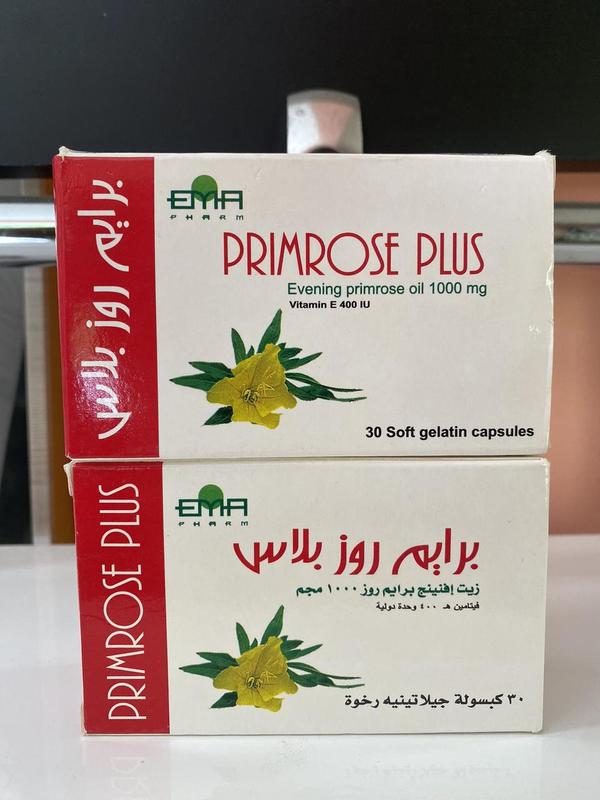 برايم روز بلاس
EMA
PHARM
PRIMROSE PLUS
Evening primrose oil 1000 mg
Vitamin E 400 IU
30 Soft gelatin capsules
PRIMROSE PLUS
EMA
PHARM
برايم روز بلاس
زيت إفنينج برايم روز ١٠٠٠ مجم
فيتامين هـ ٤٠٠ وحدة دولية
٣٠ كبسولة جيلاتينيه رخوة